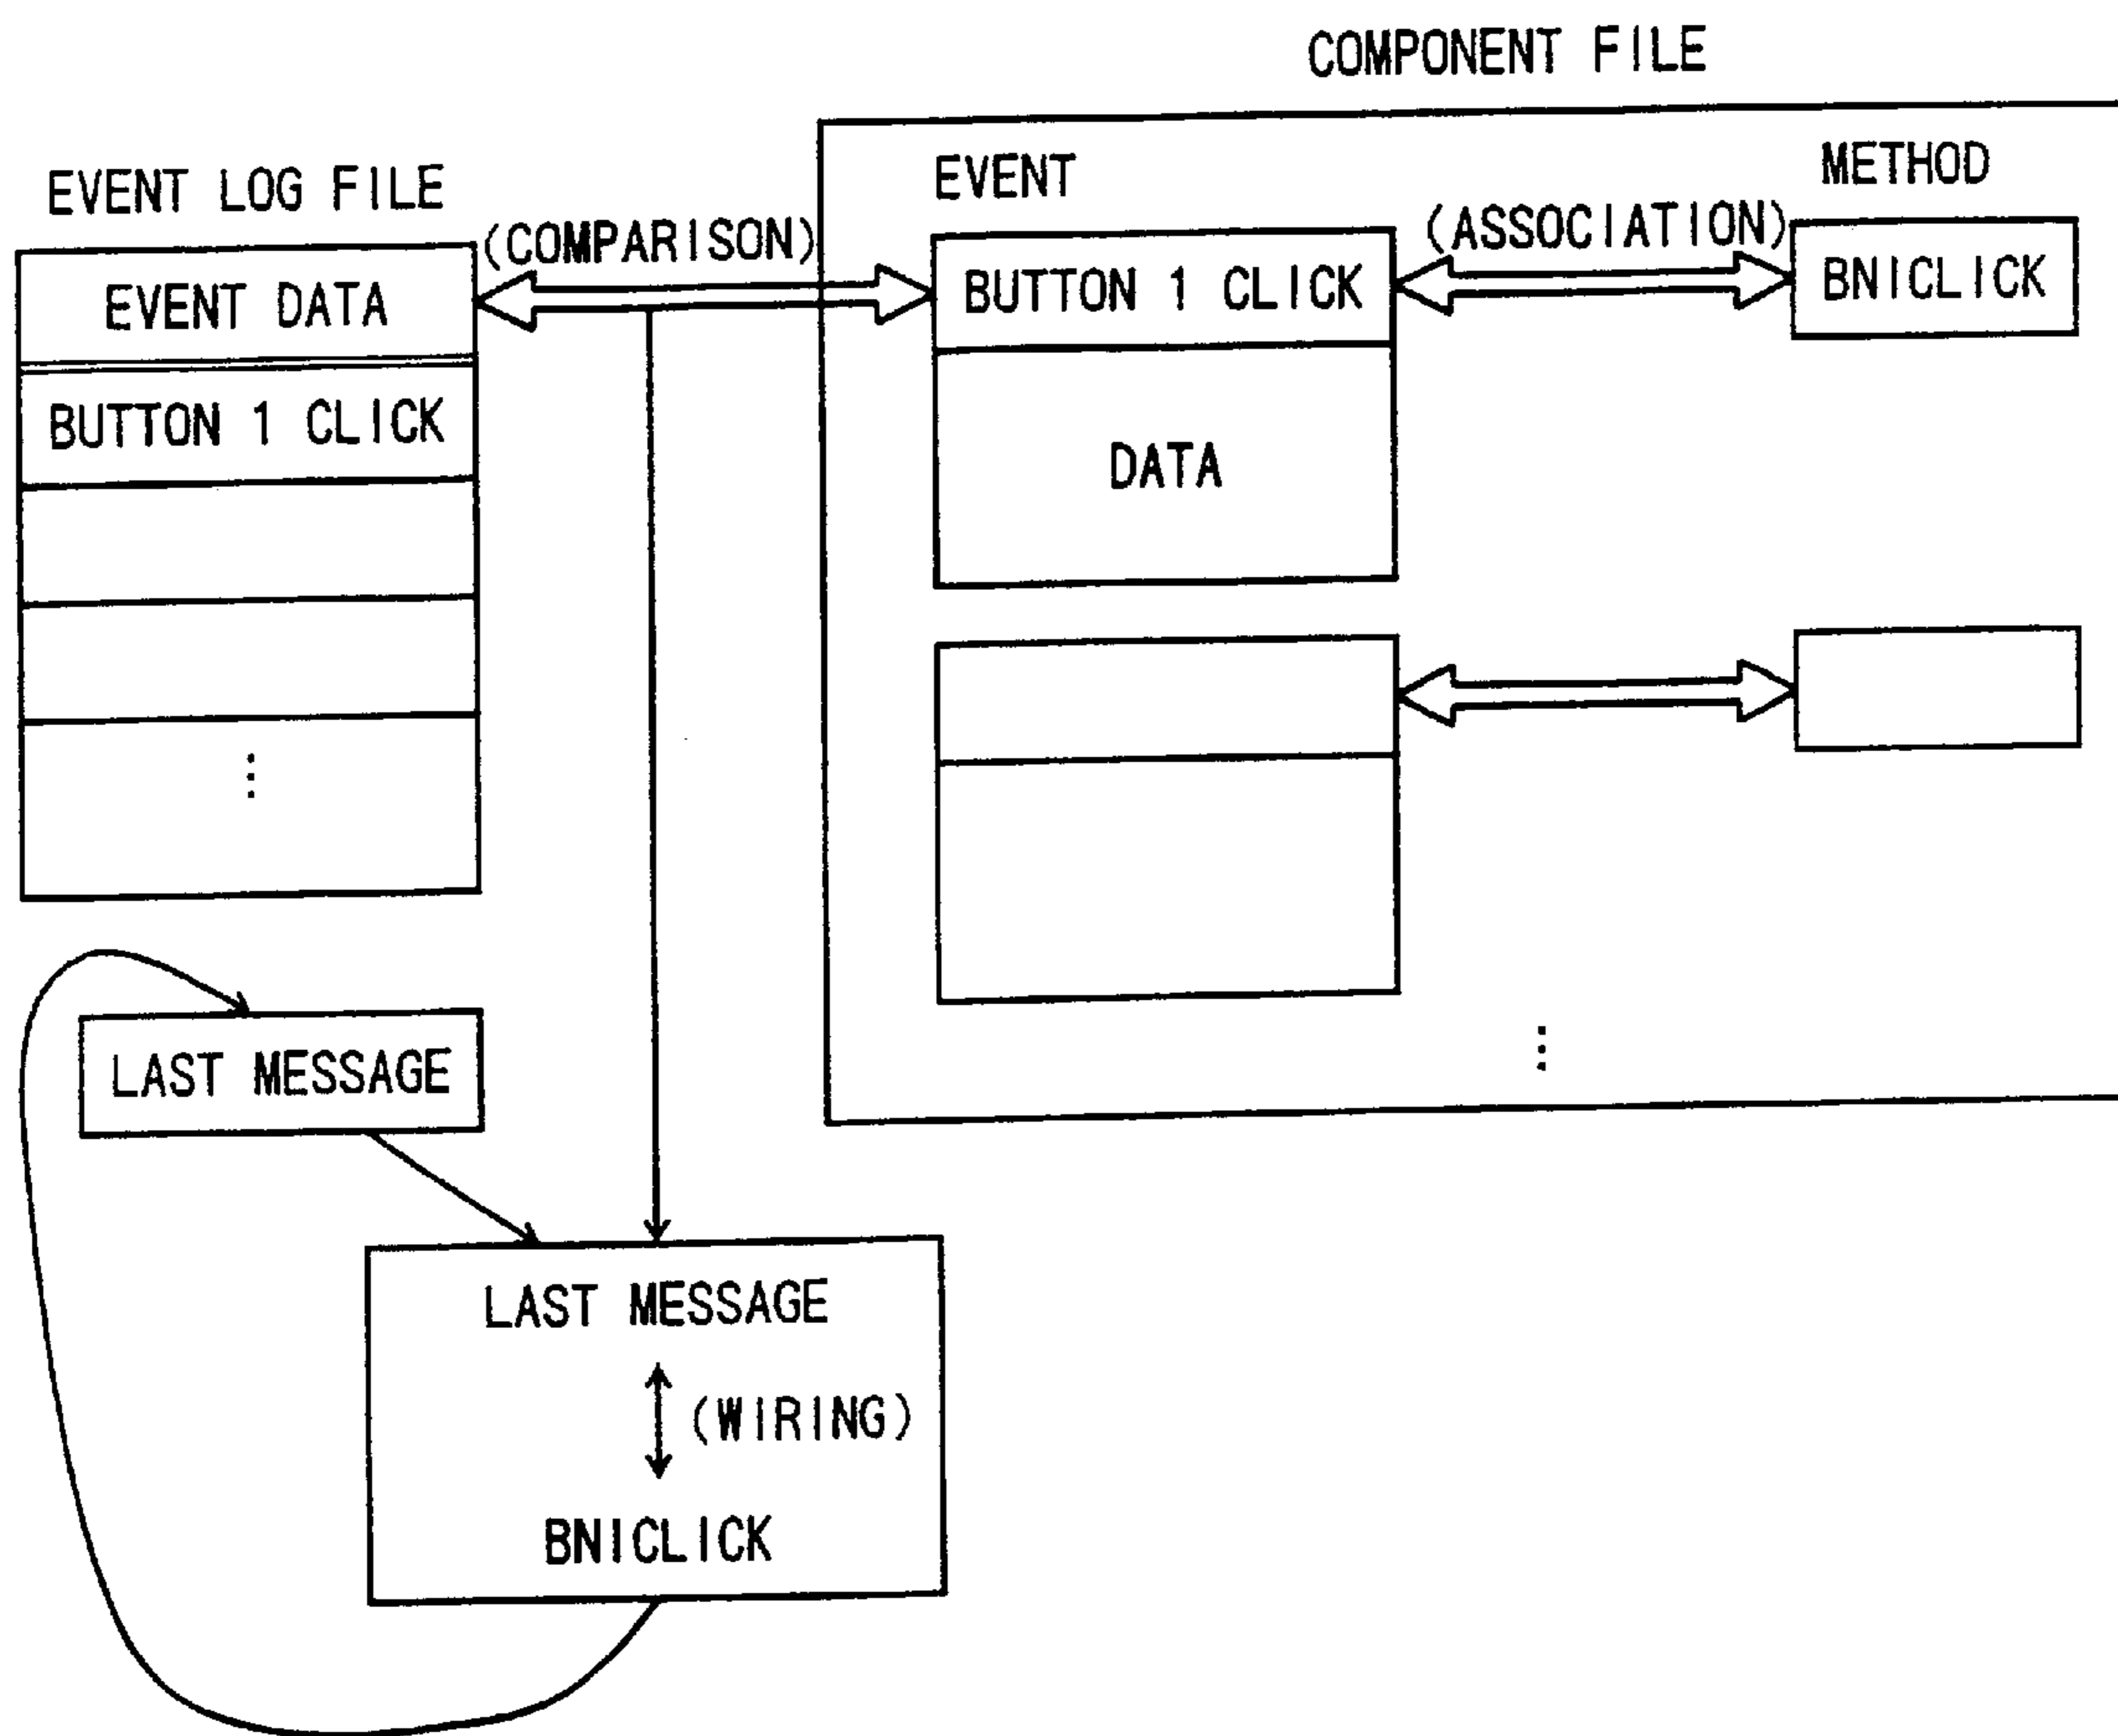 COMPONENT FILE
EVENT LOG FILE
(COMPARISON)
EVENT
(ASSOCIATION)
METHOD
EVENT DATA
BUTTON 1 CLICK
BNICLICK
BUTTON 1 CLICK
DATA
⋮
⋮
LAST MESSAGE
LAST MESSAGE
(WIRING)
BNICLICK